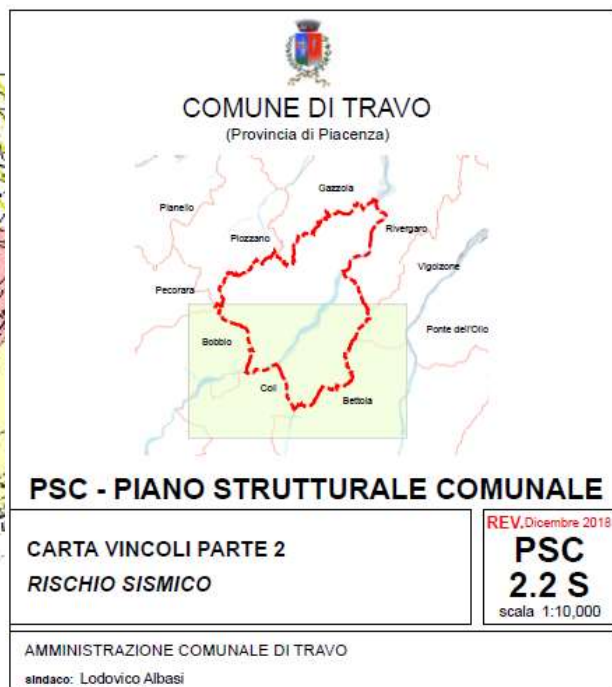 COMUNE DI TRAVO
(Provincia di Piacenza)
Gazzola
Pianello
Rivergaro
Piozzano
Vigolzone
Pecorara
Ponte dell'Olio
Bobbio
Coli
Bettola
PSC - PIANO STRUTTURALE COMUNALE
CARTA VINCOLI PARTE 2
RISCHIO SISMICO
REV.Dicembre 2018
PSC
2.2 S
scala 1:10,000
AMMINISTRAZIONE COMUNALE DI TRAVO
sindaco: Lodovico Albasi